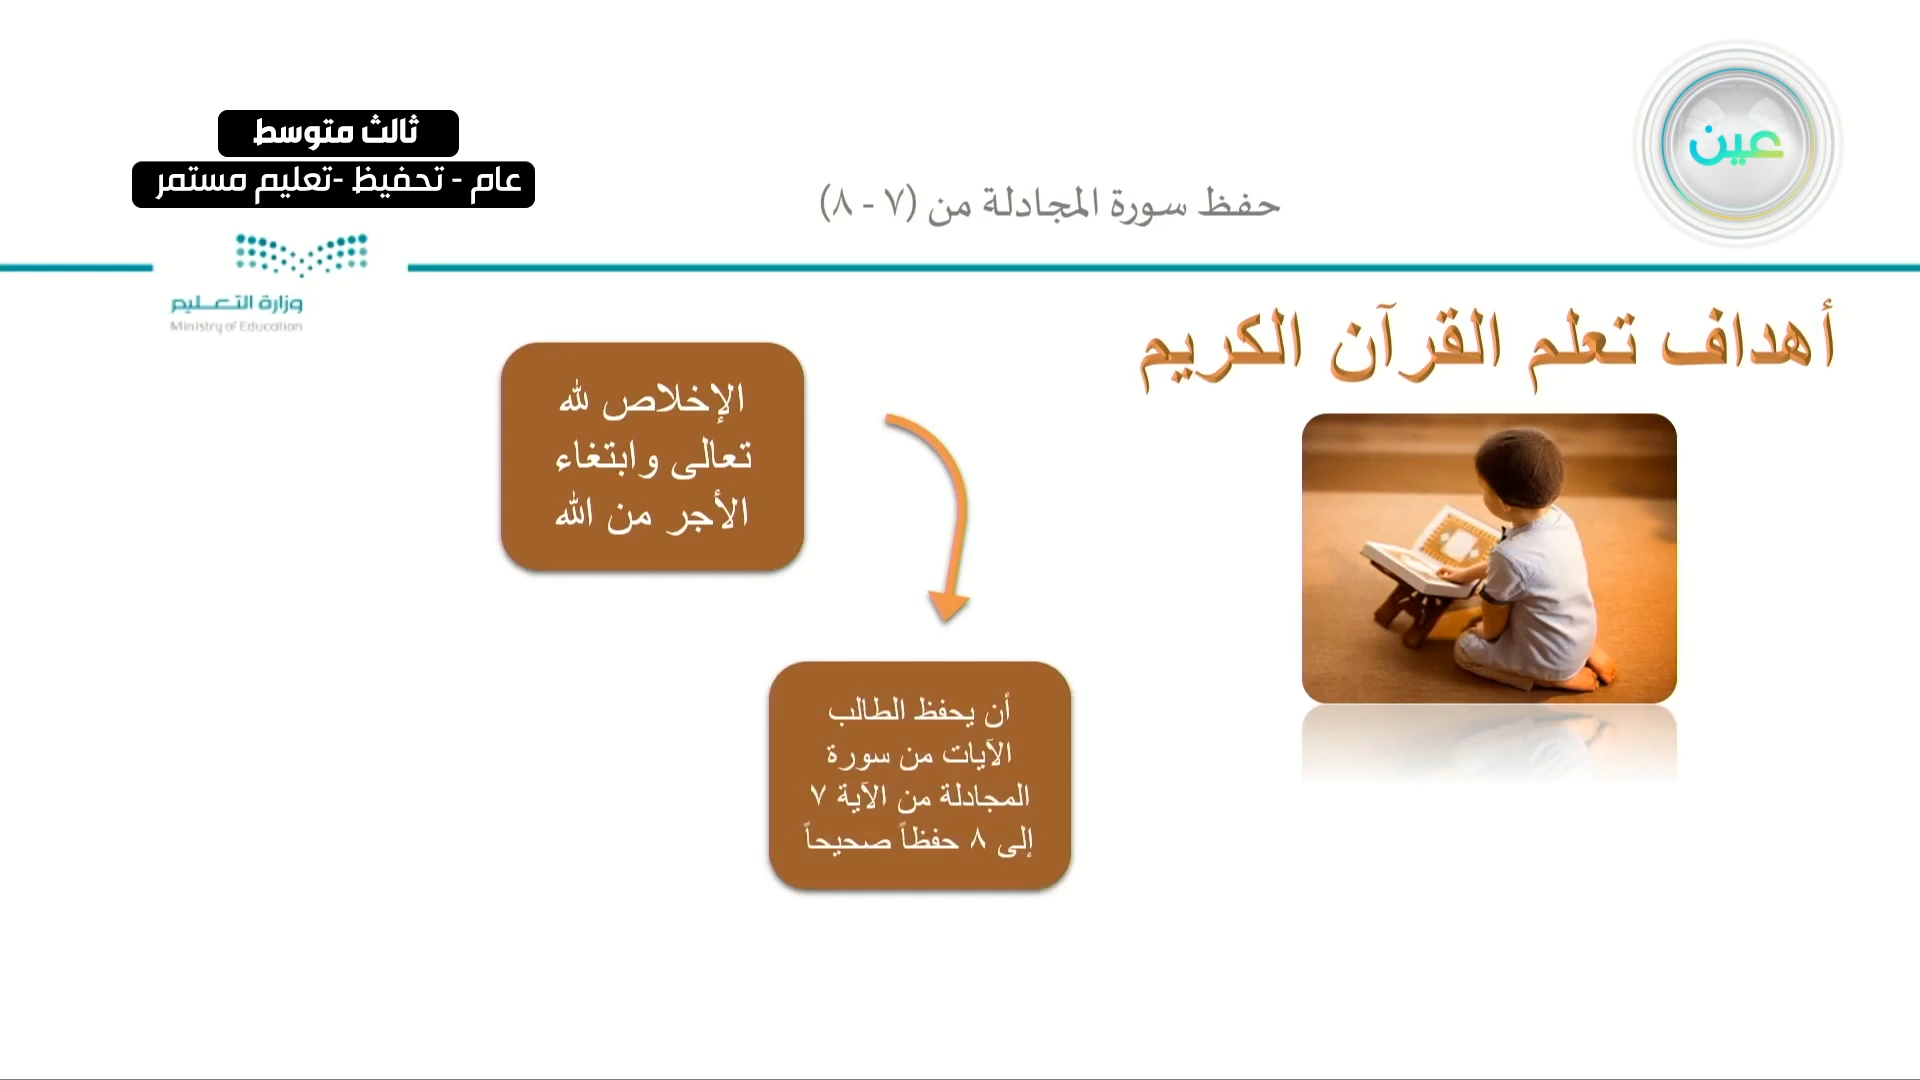 عين
ثالث متوسط
عام - تحفيظ -تعليم مستمر
حفظ سورة المجادلة من (٧ - ٨)
وزارة التعليم
Ministry of Education
أهداف تعلم القرآن الكريم
الإخلاص لله
تعالى وابتغاء
الأجر من الله
أن يحفظ الطالب
الآيات من سورة
المجادلة من الآية ٧
إلى ٨ حفظاً صحيحاً